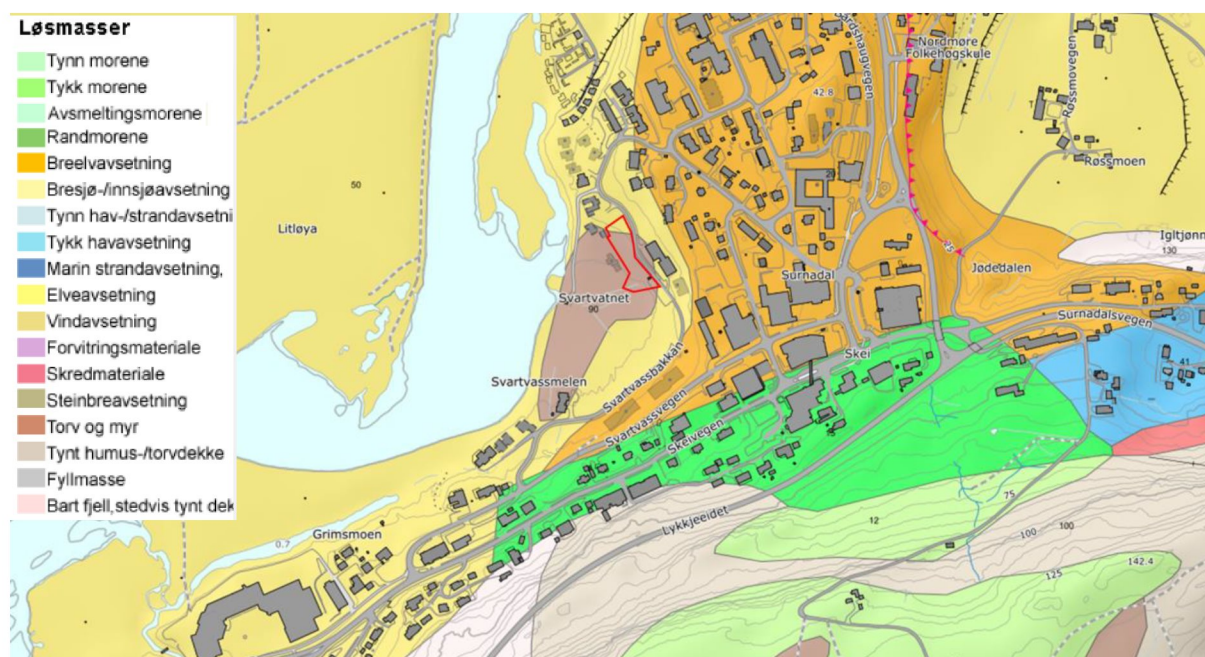 Løsmasser
Tynn morene
Tykk morene
Avsmeltingsmorene
Randmorene
Breelvavsetning
Bresjø-/innsjøavsetning
Tynn hav-/strandavsetni
Tykk havavsetning
Marin strandavsetning,
Elveavsetning
Vindavsetning
Forvitringsmateriale
Skredmateriale
Steinbreavsetning
Torv og myr
Tynt humus-/torvdekke
Fyllmasse
Bart fjell,stedvis tynt dek
Nordmøre
Folkehøgskule
42.8
Røssmovegen
T
Røssmoen
50
20
Litløya
Igltjønn
130
25
Jødedalen
Surnadal
Svartvatnet
90
Surnadalsvegen
Skei
41
Svartvassmelen
Svartvassbakkan
Svartvassvegen
Skeivegen
Lykkjeeidet
75
12
100
100
Grimsmoen
0.7
125
142.4